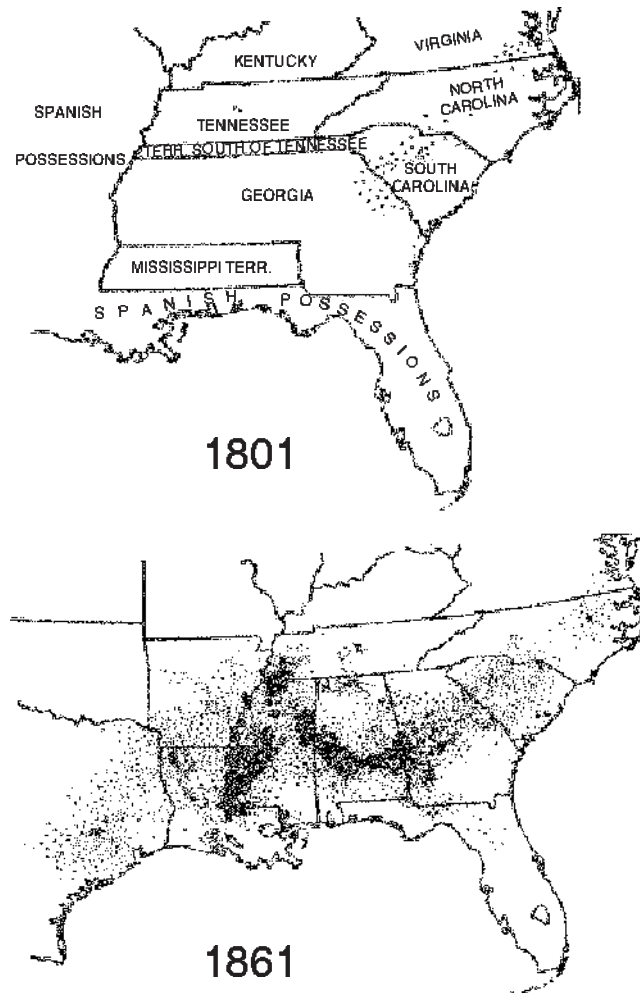 KENTUCKY
VIRGINIA
SPANISH
POSSESSIONS
TENNESSEE
NORTH
CAROLINA
TERR. SOUTH OF TENNESSEE
SOUTH
CAROLINA
GEORGIA
MISSISSIPPI TERR.
SPANISH POSSESSIONS
1801
1861